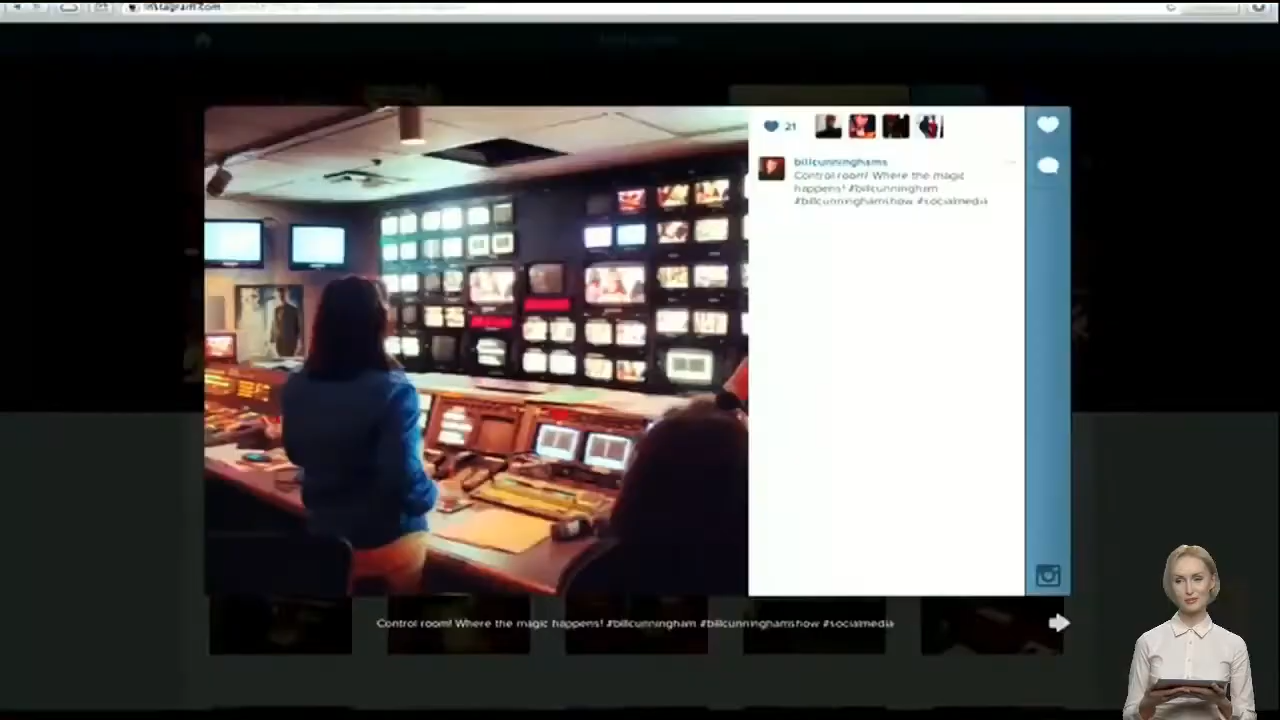 instagram.com
21
billcunninghams
Control room! Where the magic
happens! #billcunningham
#billcunninghamshow #socialmedia
Control room! Where the magic happens! #billcunningham #billcunninghamshow #socialmedia